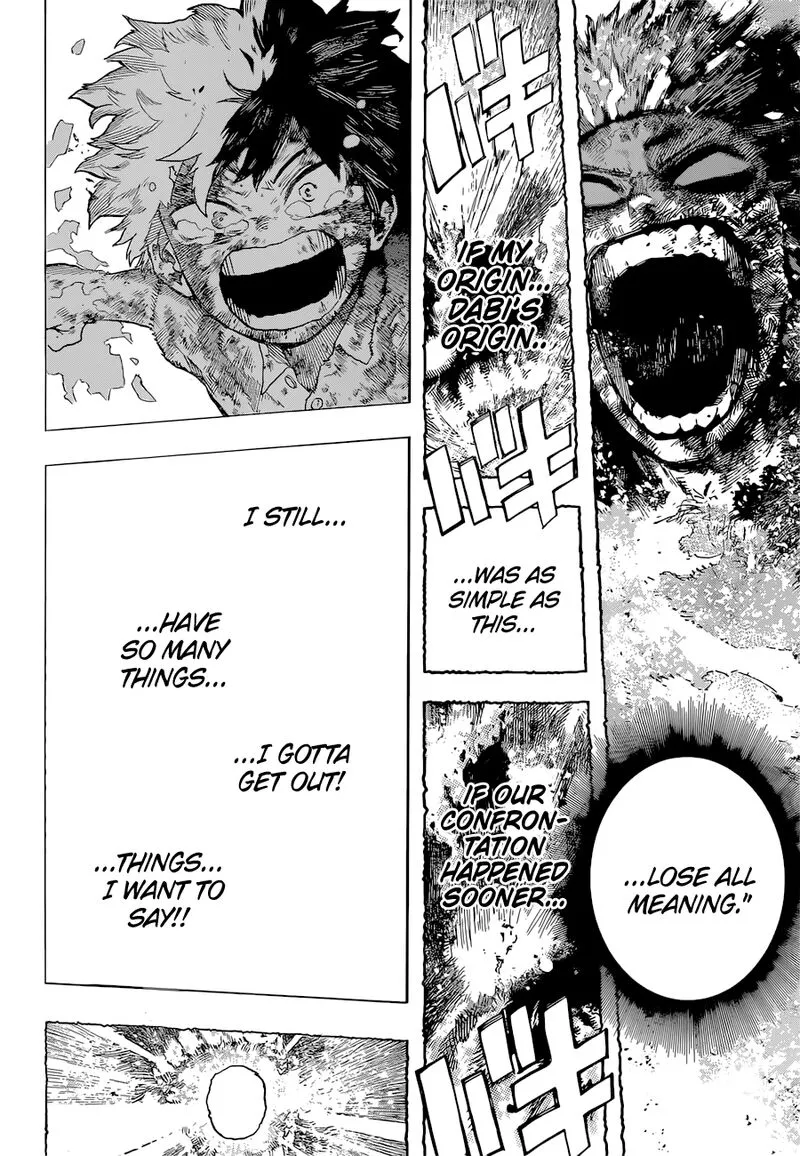 ...LOSE ALL
MEANING."
バキ
IF MY
ORIGIN...
DABI'S
ORIGIN..
バキ
...WAS AS
SIMPLE AS
THIS...
IF OUR
CONFRON-
TATION
HAPPENED
SOONER...
バキ
I STILL...
...HAVE
SO MANY
THINGS...
...I GOTTA
GET OUT!
...THINGS...
I WANT TO
SAY!!